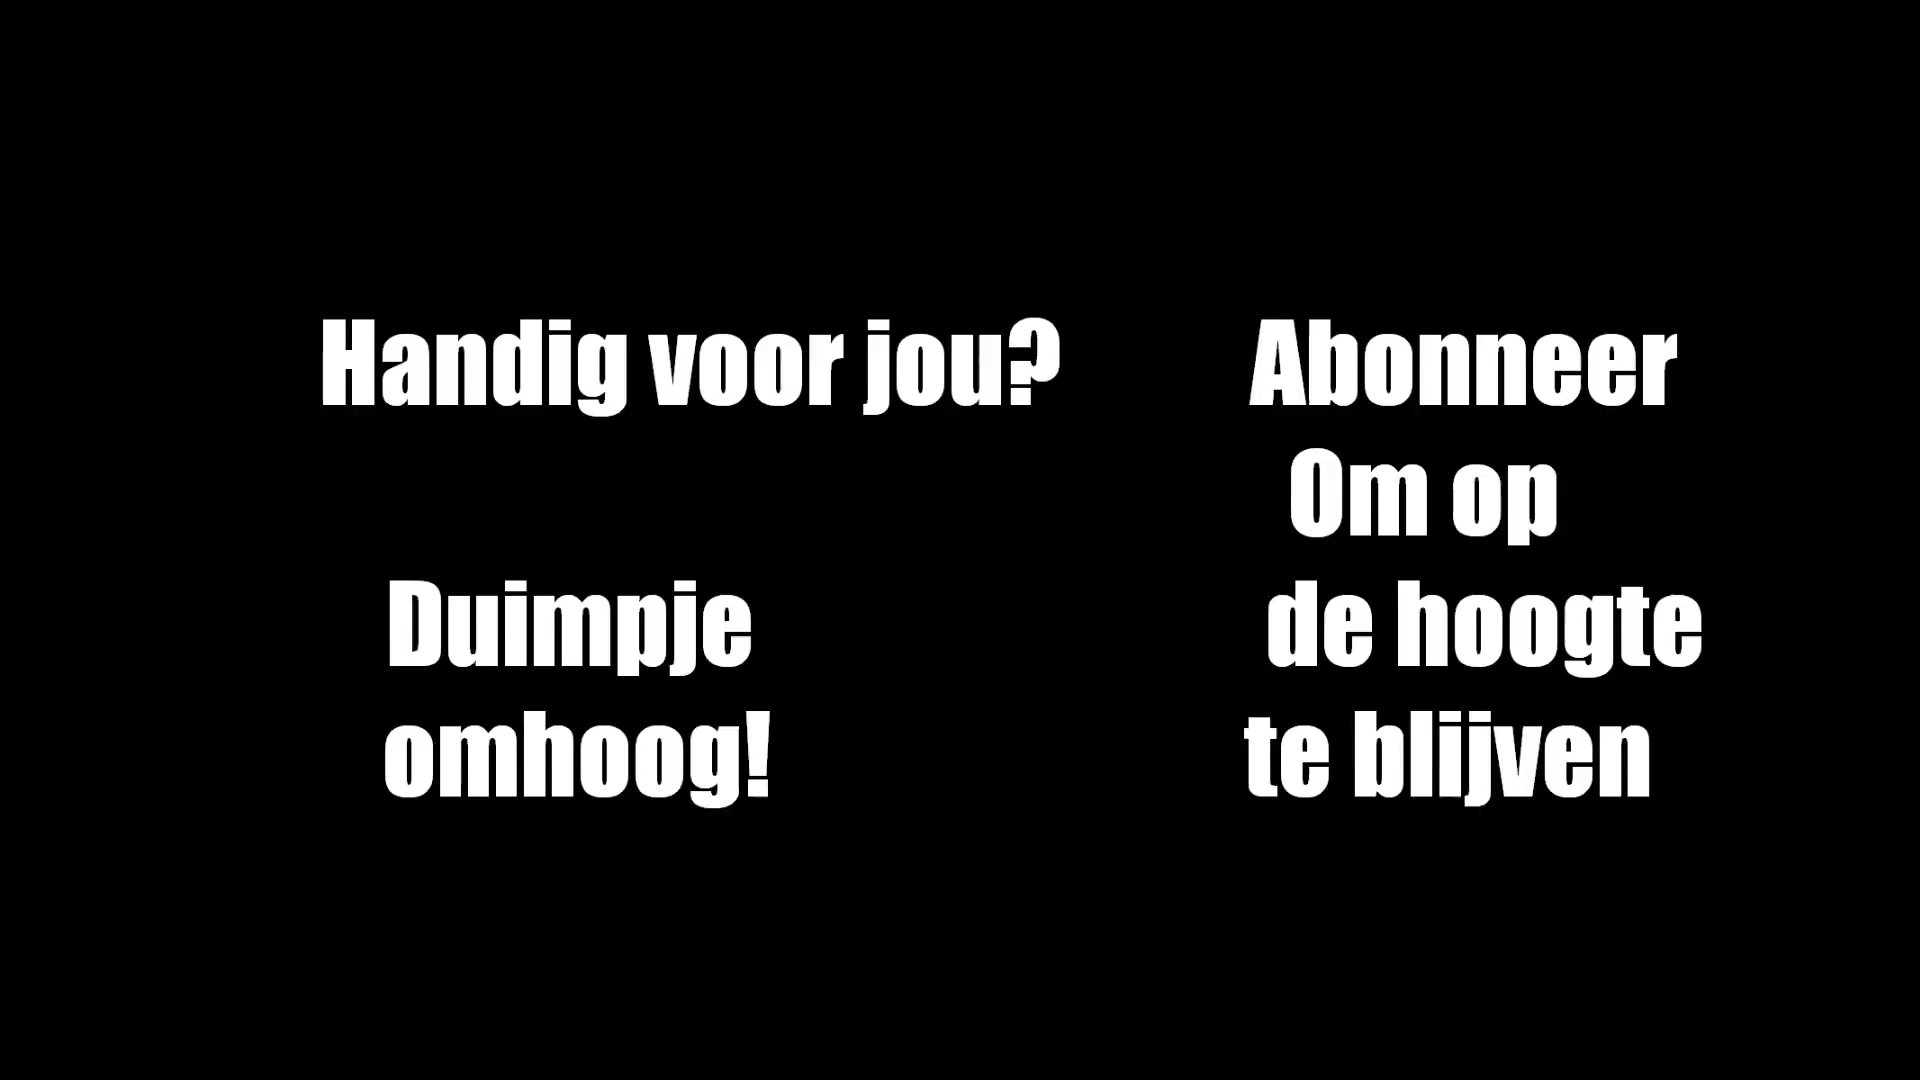 Handig voor jou?
Duimpje
omhoog!
Abonneer
Om op
de hoogte
te blijven